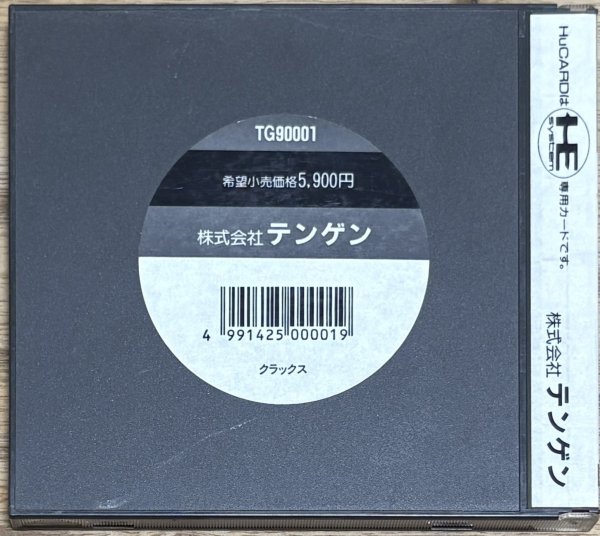 TG90001
希望小売価格5,900円
株式会社 テンゲン
4 991425 000019
クラックス
HuCARDは HE system 専用カードです。
株式会社 テンゲン